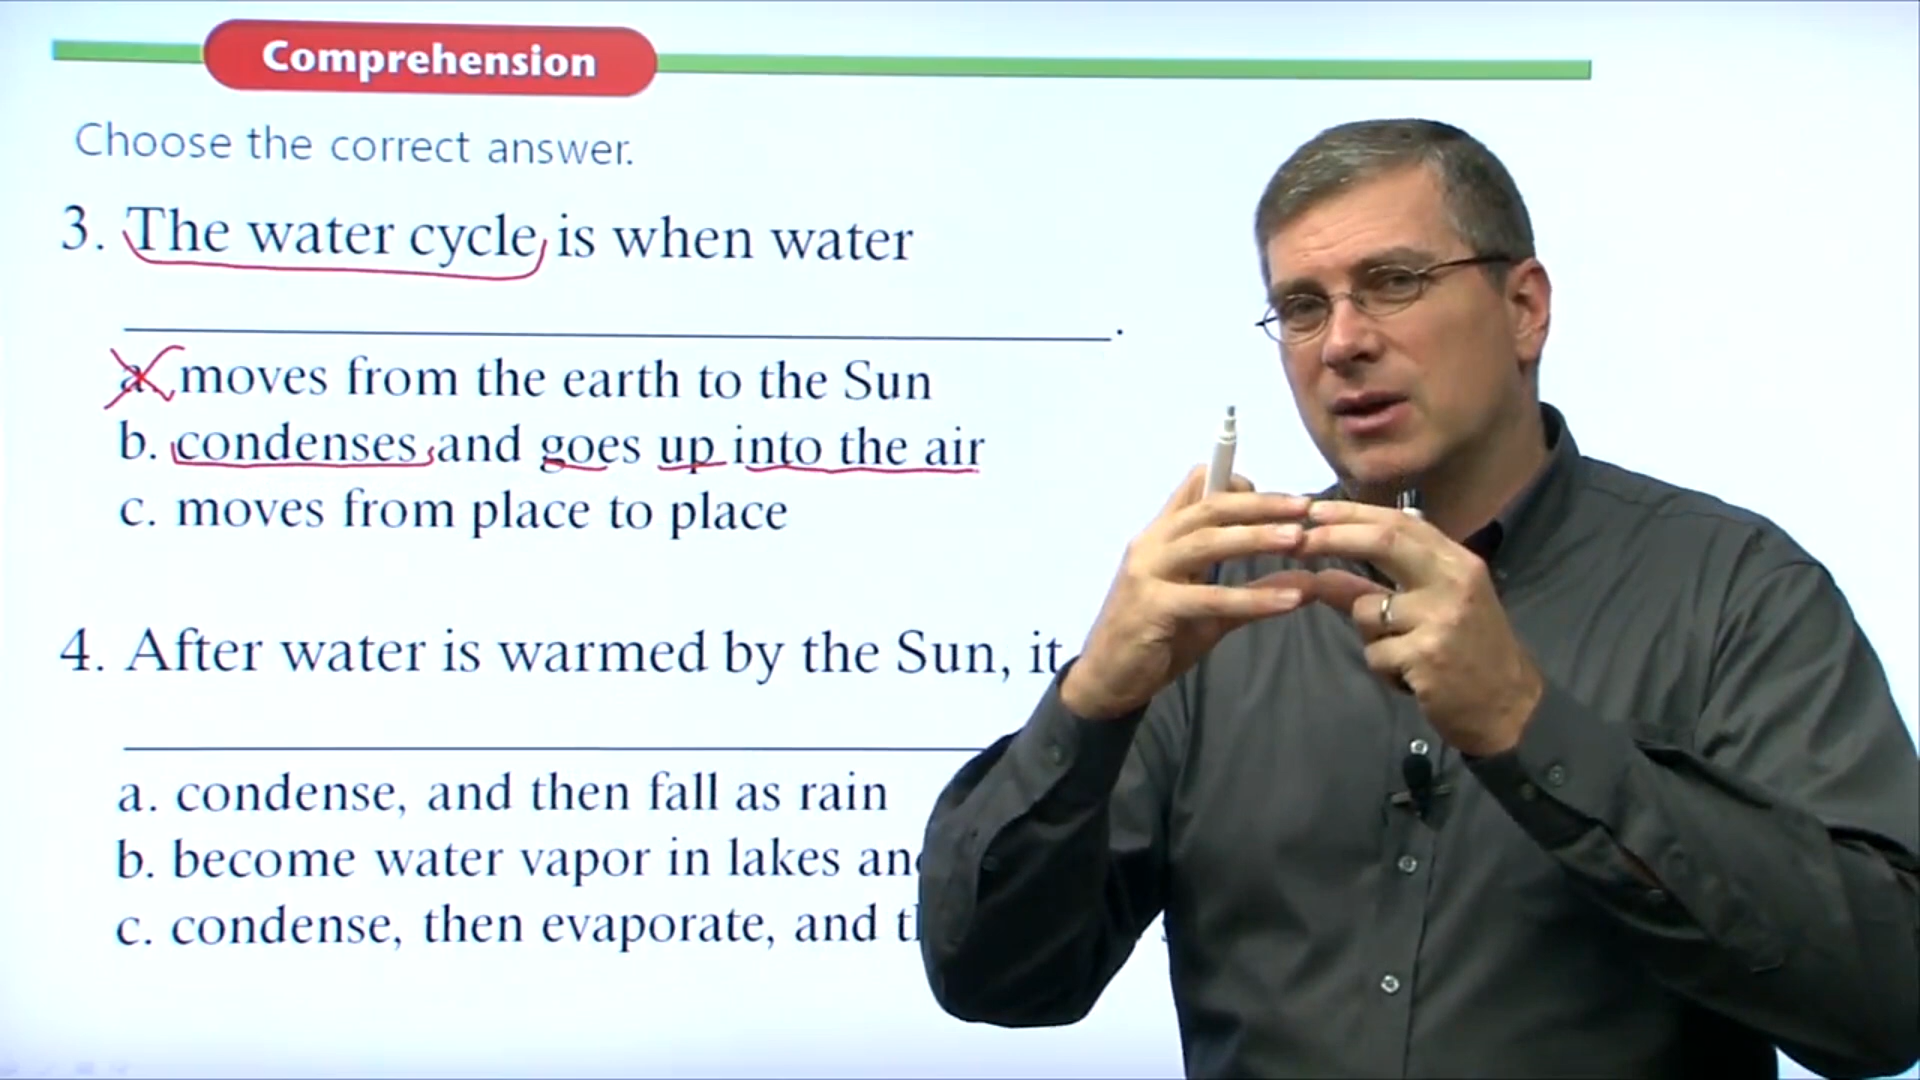 Comprehension
Choose the correct answer.
3. The water cycle is when water
.
a. moves from the earth to the Sun
b. condenses and goes up into the air
c. moves from place to place
4. After water is warmed by the Sun, it
a. condense, and then fall as rain
b. become water vapor in lakes
c. condense, then evaporate, and